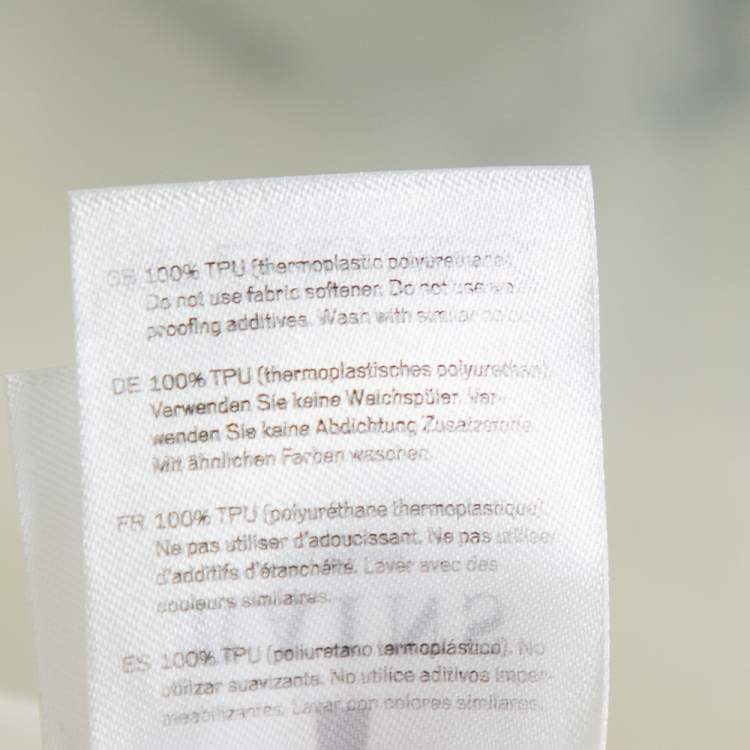 GB 100% TPU (thermoplastic polyurethane).
Do not use fabric softener. Do not use wa
proofing additives. Wash with similar colours
DE 100% TPU (thermoplastisches polyurethan).
Verwenden Sie keine Weichspüler. Ver-
wenden Sie keine Abdichtung Zusatzstoffe.
Mit ähnlichen Farben waschen.
FR 100% TPU (polyuréthane thermoplastique).
Ne pas utiliser d'adoucissant. Ne pas utiliser
d'additifs d'étanchéité. Laver avec des
couleurs similaires.
ES 100% TPU (poliuretano termoplástico). No
utilizar suavizante. No utilice aditivos imper-
meabilizantes. Lavar con colores similares.